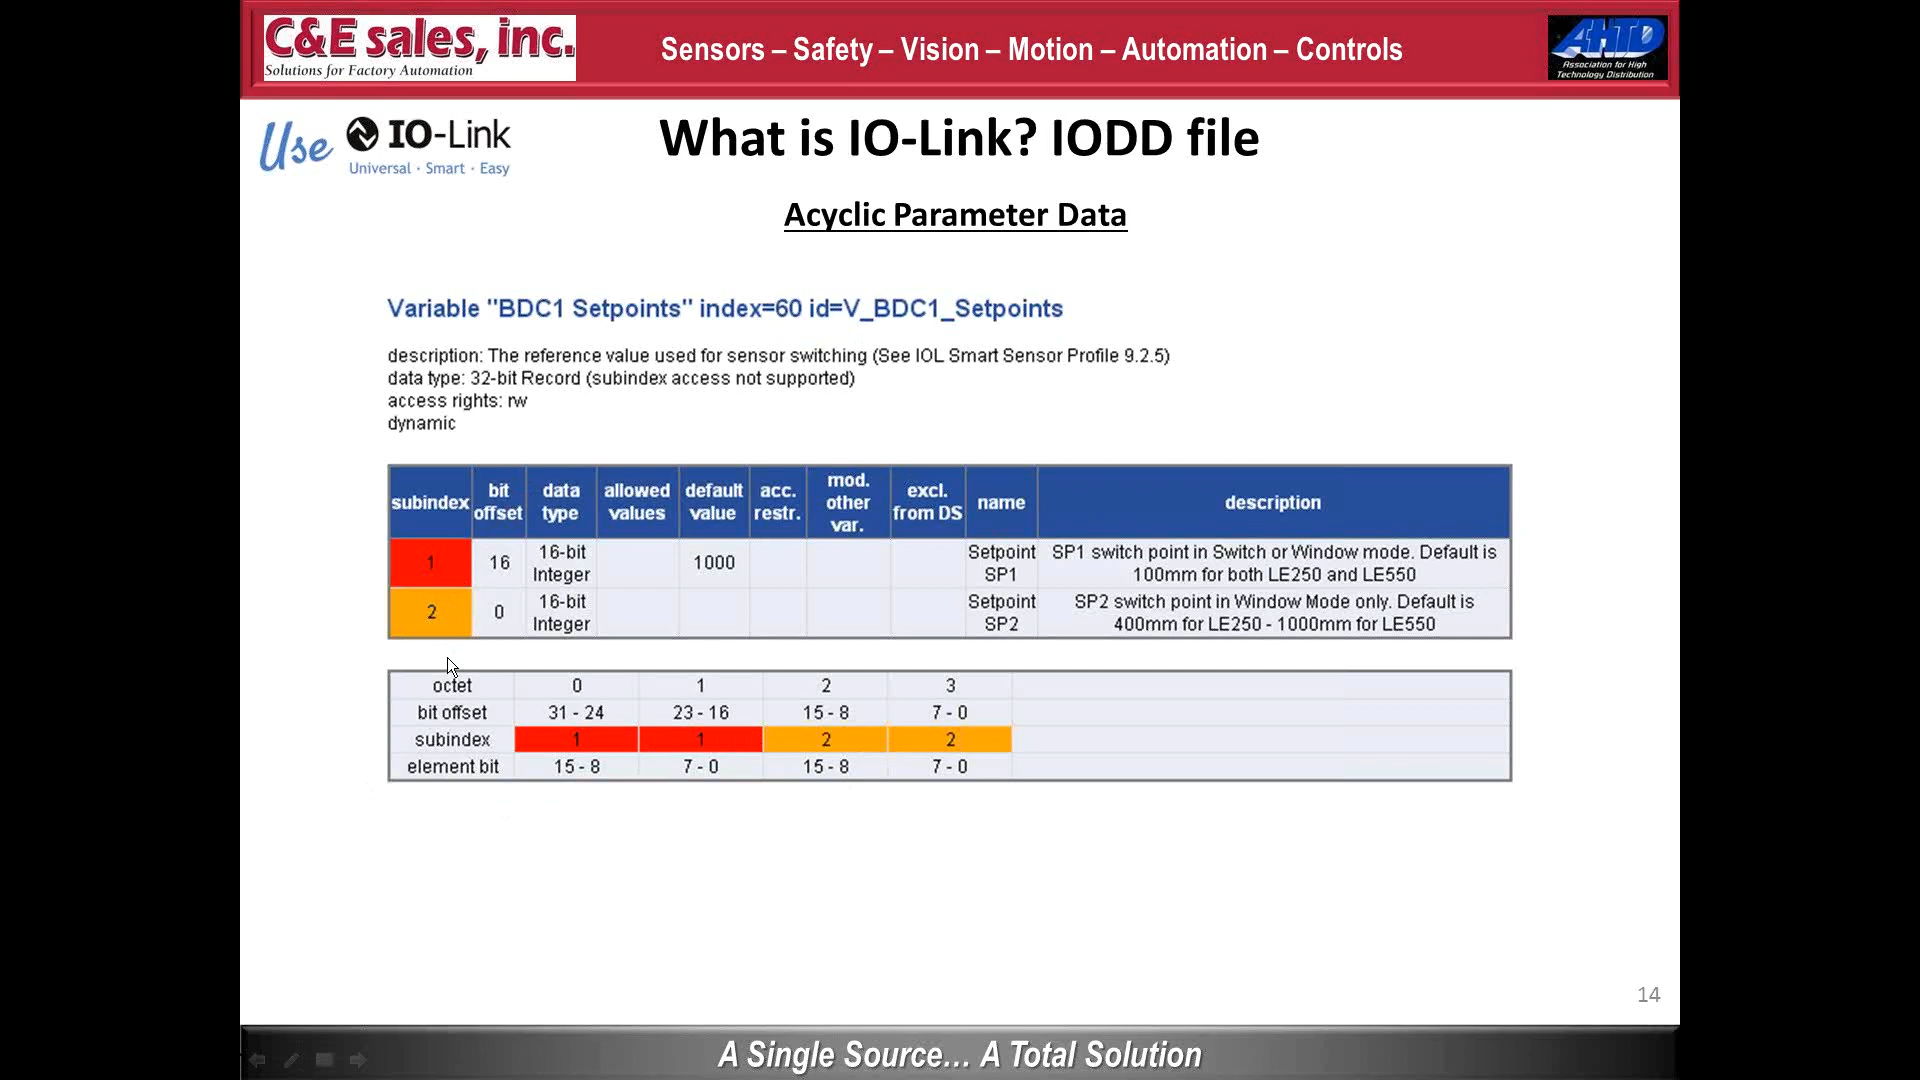 C&E sales, inc.
Solutions for Factory Automation
Sensors – Safety – Vision – Motion – Automation – Controls
AHTD
Association for High
Technology Distribution
Use IO-Link
Universal · Smart · Easy
What is IO-Link? IODD file
Acyclic Parameter Data
Variable "BDC1 Setpoints" index=60 id=V_BDC1_Setpoints
description: The reference value used for sensor switching (See IOL Smart Sensor Profile 9.2.5)
data type: 32-bit Record (subindex access not supported)
access rights: rw
dynamic
subindex bit offset data type allowed values default value acc. restr. mod. other var. excl. from DS name description
1 16 16-bit Integer 1000 Setpoint SP1 SP1 switch point in Switch or Window mode. Default is 100mm for both LE250 and LE550
2 0 16-bit Integer Setpoint SP2 SP2 switch point in Window Mode only. Default is 400mm for LE250 - 1000mm for LE550
octet 0 1 2 3
bit offset 31 - 24 23 - 16 15 - 8 7 - 0
subindex 1 1 2 2
element bit 15 - 8 7 - 0 15 - 8 7 - 0
14
A Single Source... A Total Solution